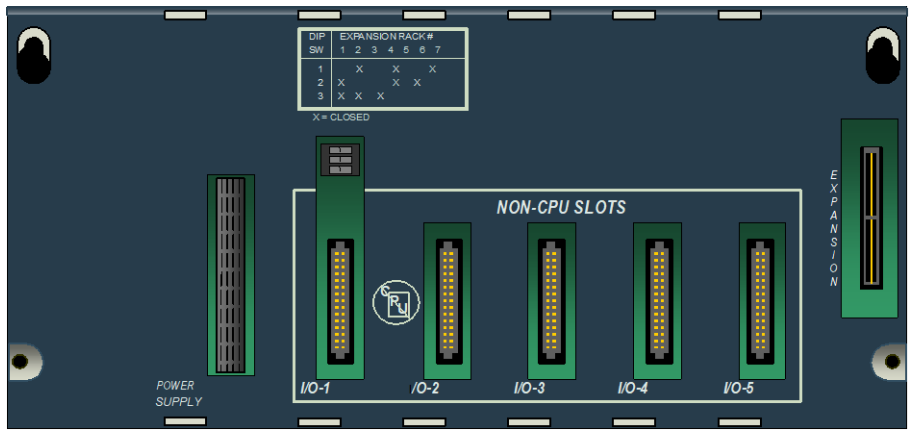 DIP EXPANSION RACK#
SW 1 2 3 4 5 6 7
1 X X X
2 X X X
3 X X X
X = CLOSED
NON-CPU SLOTS
EXPANSION
CRU
I/O-1 I/O-2 I/O-3 I/O-4 I/O-5
POWER
SUPPLY